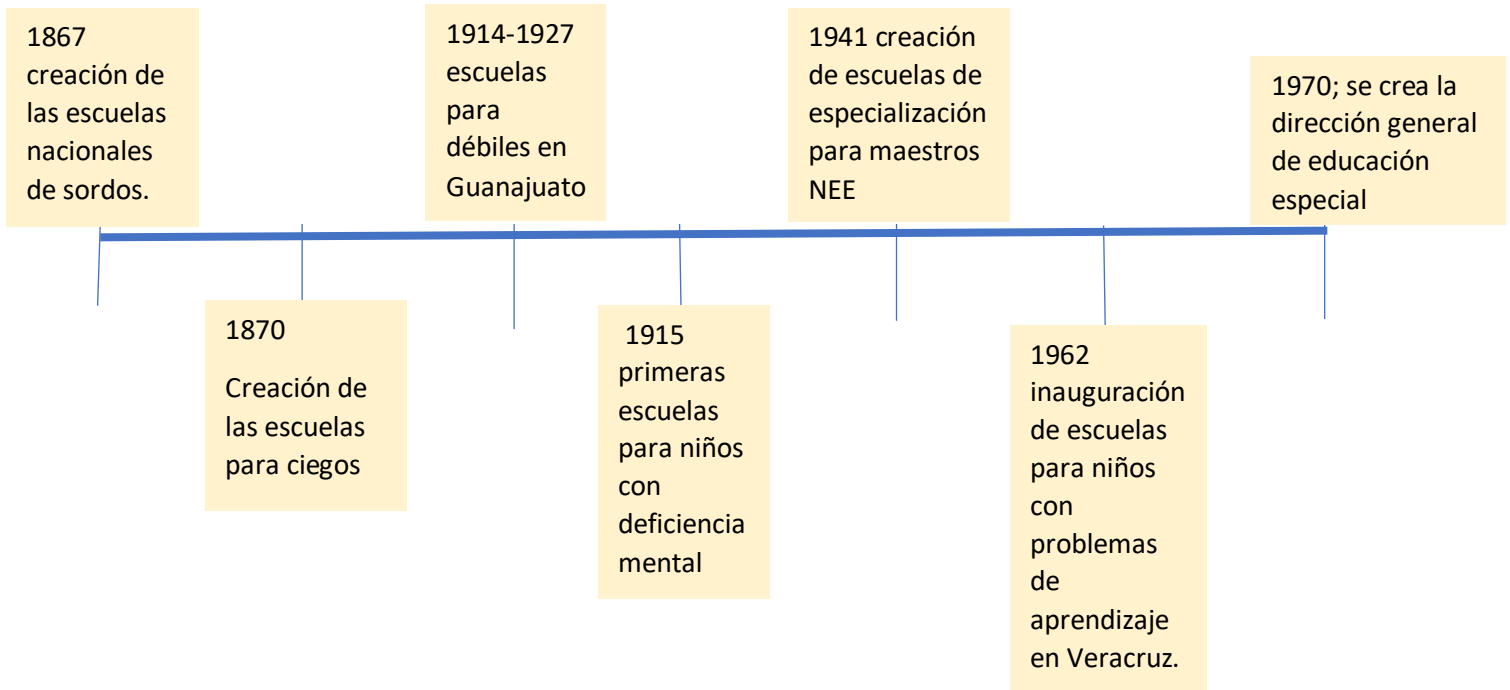 1867
creación de
las escuelas
nacionales
de sordos.
1870
Creación de
las escuelas
para ciegos
1914-1927
escuelas
para
débiles en
Guanajuato
1915
primeras
escuelas
para niños
con
deficiencia
mental
1941 creación
de escuelas de
especialización
para maestros
NEE
1962
inauguración
de escuelas
para niños
con
problemas
de
aprendizaje
en Veracruz.
1970; se crea la
dirección general
de educación
especial